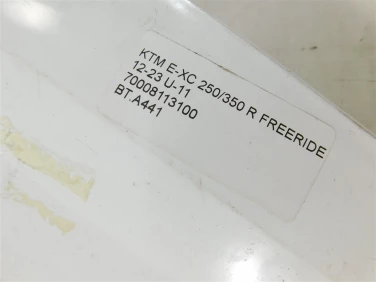 KTM E-XC 250/350 R FREERIDE
12-23 U-11
70008113100
BT.A441